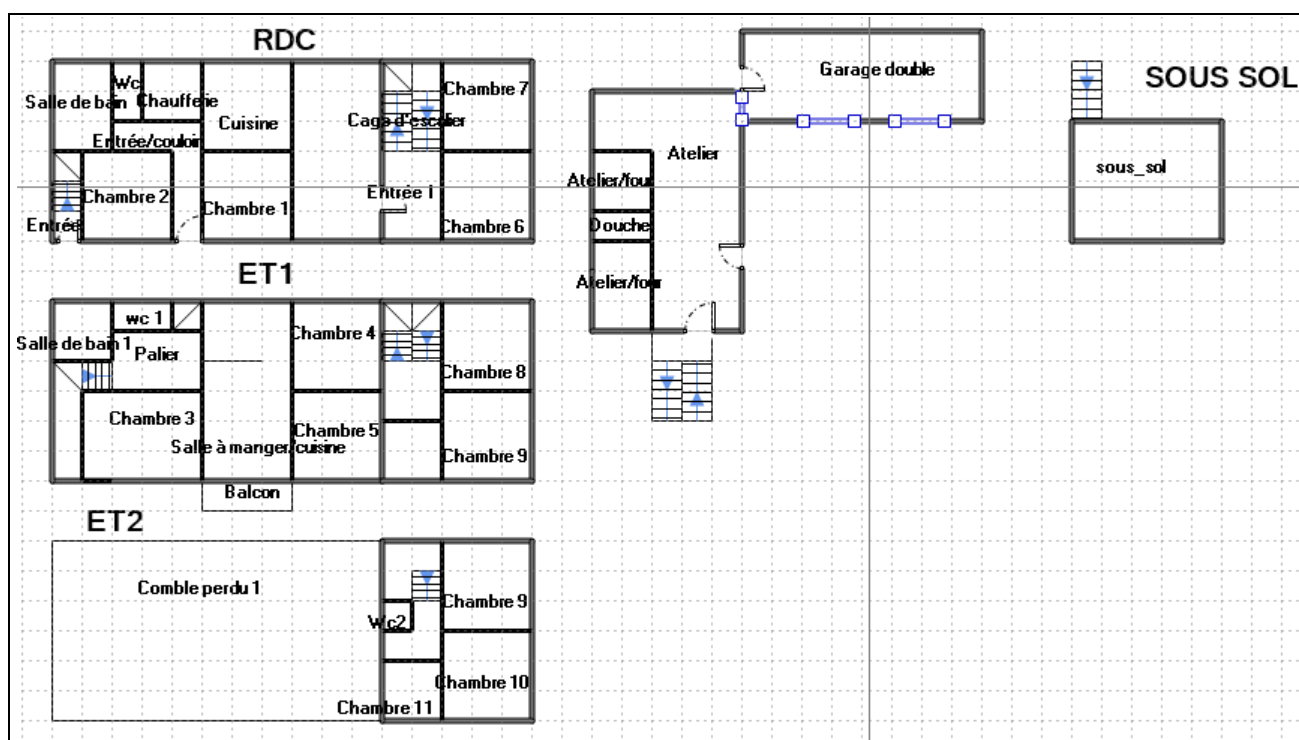 RDC
Wc
Salle de bain
Chaufferie
Cuisine
Entrée/couloir
Chambre 2
Chambre 1
Entrée
Caga d'escalier
Entrée 1
Chambre 7
Chambre 6
Garage double
Atelier
Atelier/four
Douche
Atelier/four
SOUS SOL
sous_sol
ET1
wc 1
Salle de bain 1
Palier
Chambre 3
Chambre 4
Chambre 5
Salle à manger/cuisine
Balcon
Chambre 8
Chambre 9
ET2
Comble perdu 1
Wc2
Chambre 9
Chambre 10
Chambre 11